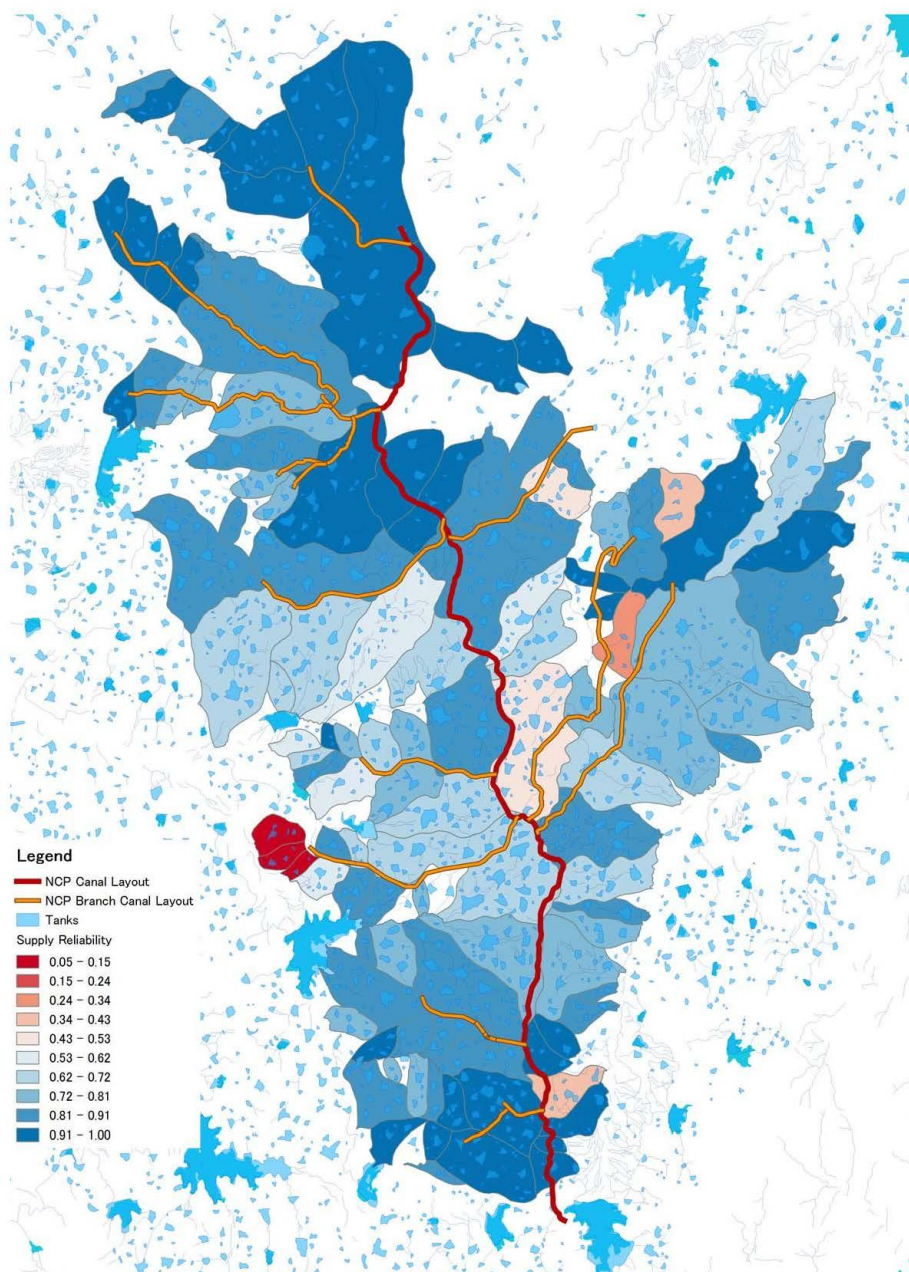 Legend
NCP Canal Layout
NCP Branch Canal Layout
Tanks
Supply Reliability
0.05 - 0.15
0.15 - 0.24
0.24 - 0.34
0.34 - 0.43
0.43 - 0.53
0.53 - 0.62
0.62 - 0.72
0.72 - 0.81
0.81 - 0.91
0.91 - 1.00